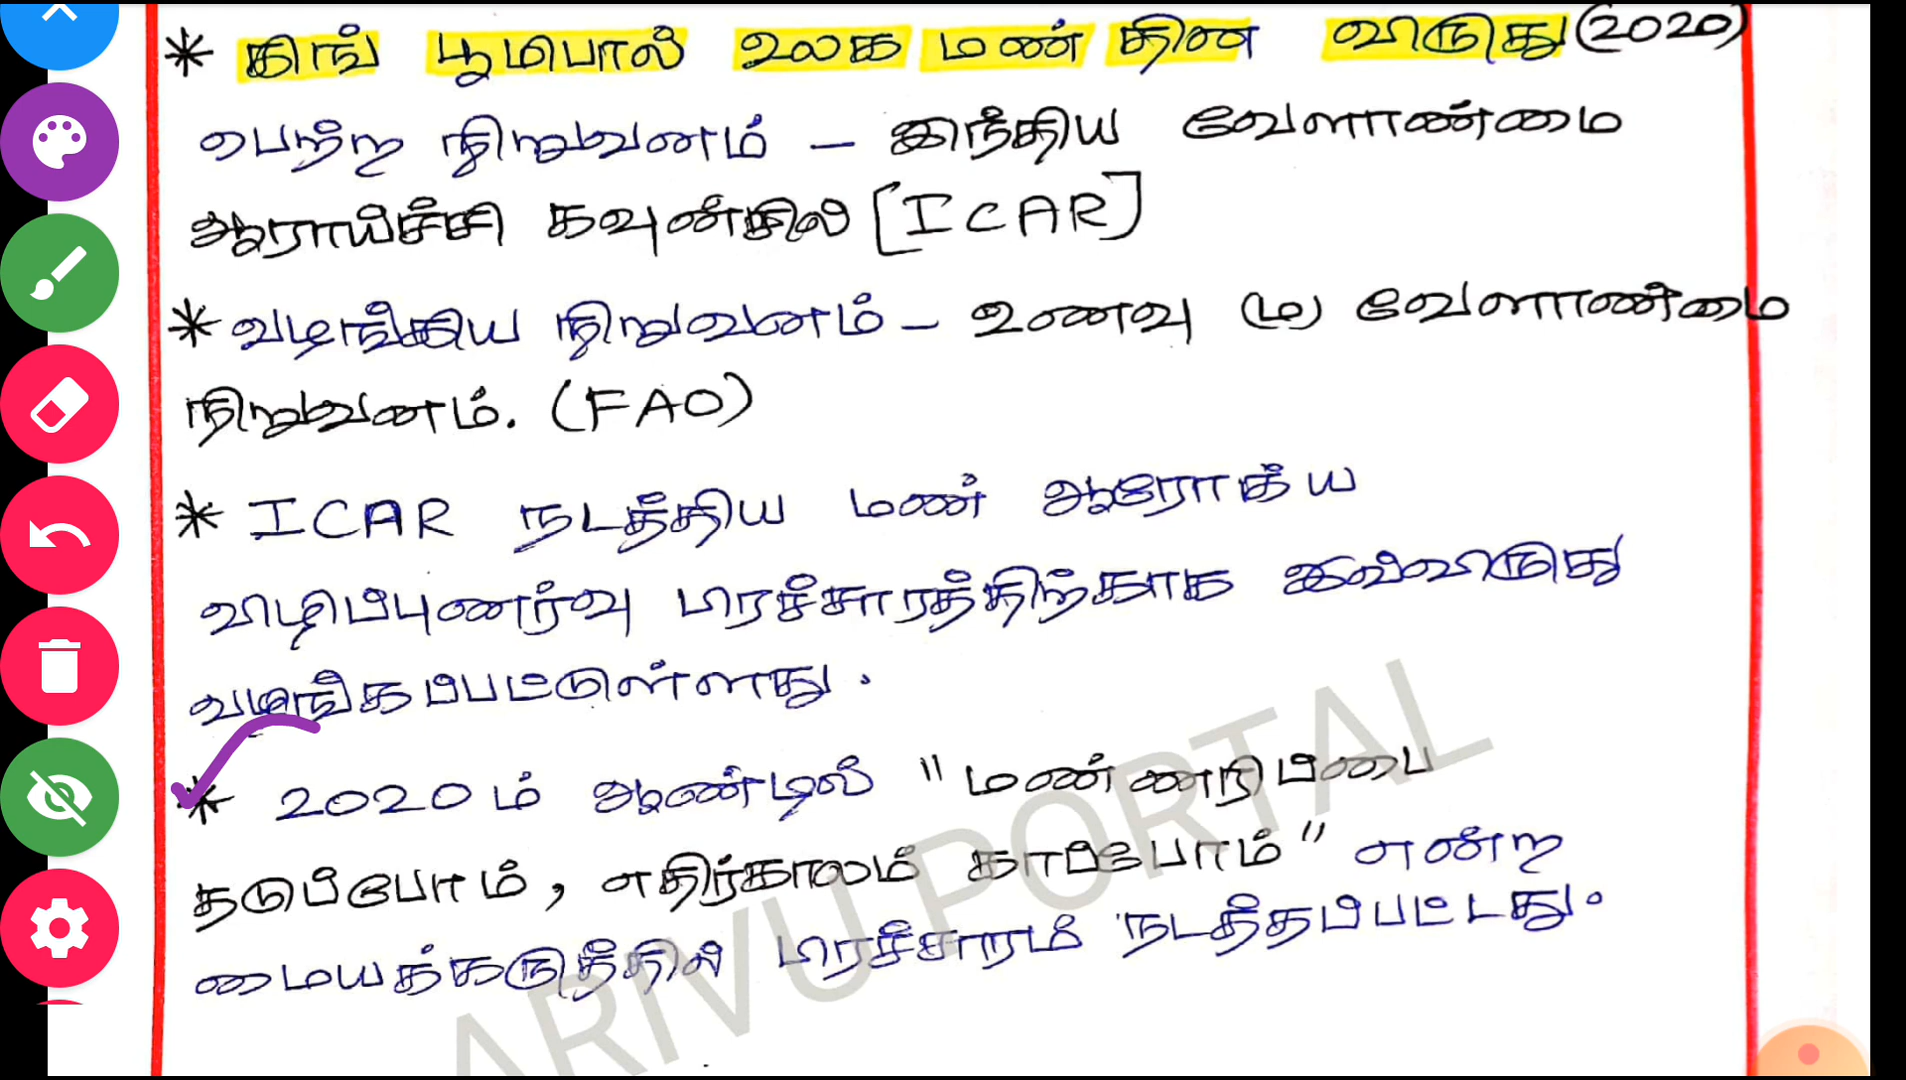 * கிங் பூமிபால் உலக மண் தின விருது (2020)
பெற்ற நிறுவனம் – இந்திய வேளாண்மை
ஆராய்ச்சி கவுன்சில் [ICAR]
* வழங்கிய நிறுவனம் – உணவு (ம) வேளாண்மை
நிறுவனம். (FAO)
* ICAR நடத்திய மண் ஆரோக்ய
விழிப்புணர்வு பிரச்சாரத்திற்காக இவ்விருது
வழங்கப்பட்டுள்ளது.
* 2020ம் ஆண்டில் "மண்ணரிப்பை
தடுப்போம், எதிர்காலம் காப்போம்" என்ற
மையக்கருத்தில் பிரச்சாரம் நடத்தப்பட்டது.
ARIVU PORTAL